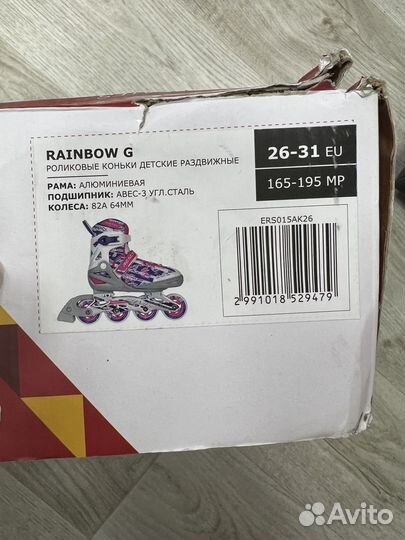 RAINBOW G
РОЛИКОВЫЕ КОНЬКИ ДЕТСКИЕ РАЗДВИЖНЫЕ
РАМА: АЛЮМИНИЕВАЯ
ПОДШИПНИК: ABEC-3 УГЛ.СТАЛЬ
КОЛЕСА: 82A 64MM
26-31 EU
165-195 МР
ERS015AK26
2 991018 529479
Avito